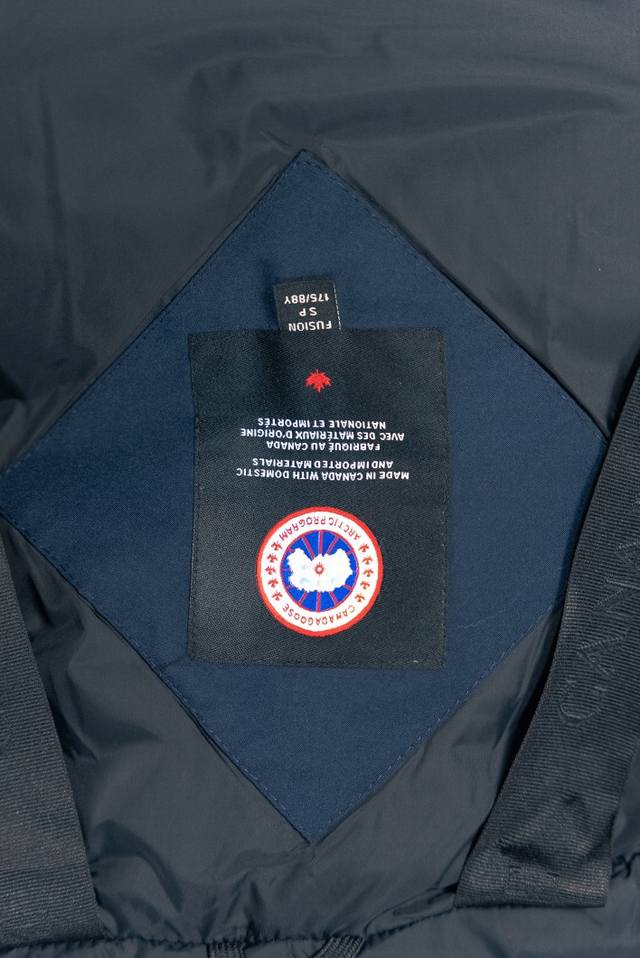 CANADA GOOSE
ARCTIC PROGRAM
MADE IN CANADA WITH DOMESTIC
AND IMPORTED MATERIALS
FABRIQUÉ AU CANADA
AVEC DES MATÉRIAUX D'ORIGINE
NATIONALE ET IMPORTÉS
FUSION
S P
175/88Y